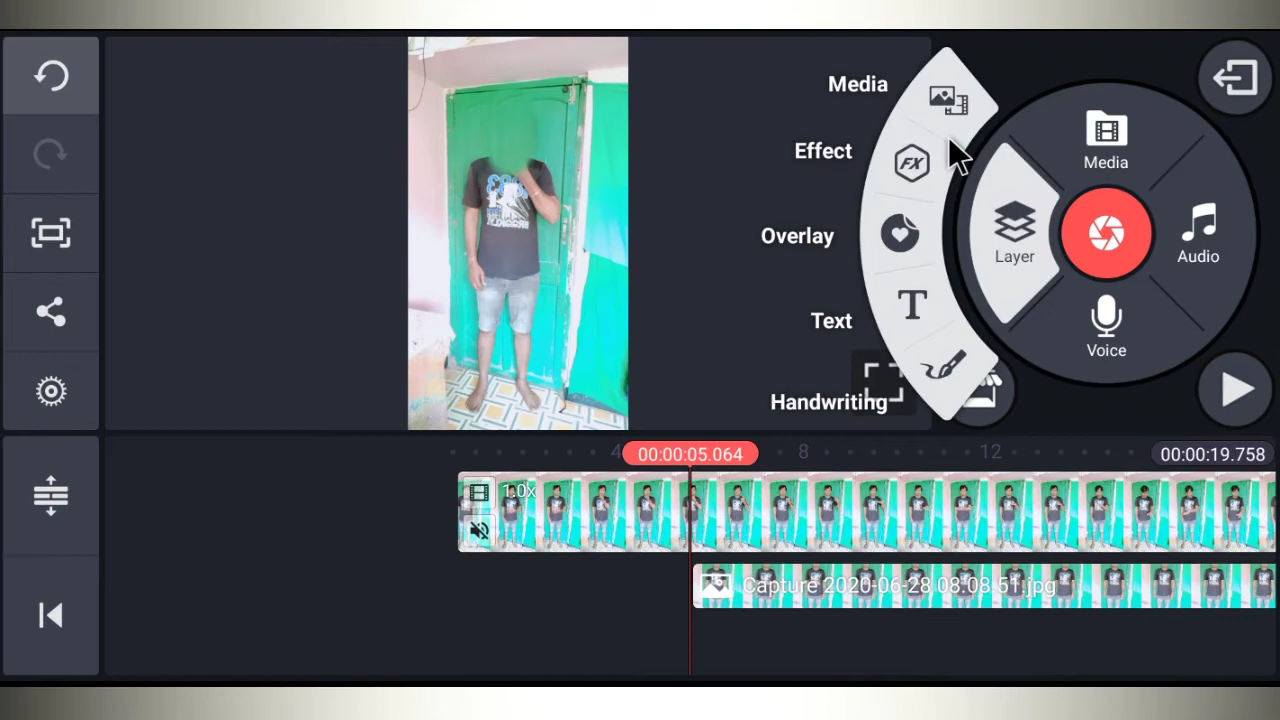 Media
Effect
Overlay
Text
Handwriting
FX
T
Media
Layer
Audio
Voice
4
00:00:05.064
8
12
00:00:19.758
1.0x
Capture 2020-06-28 08.08.51.jpg